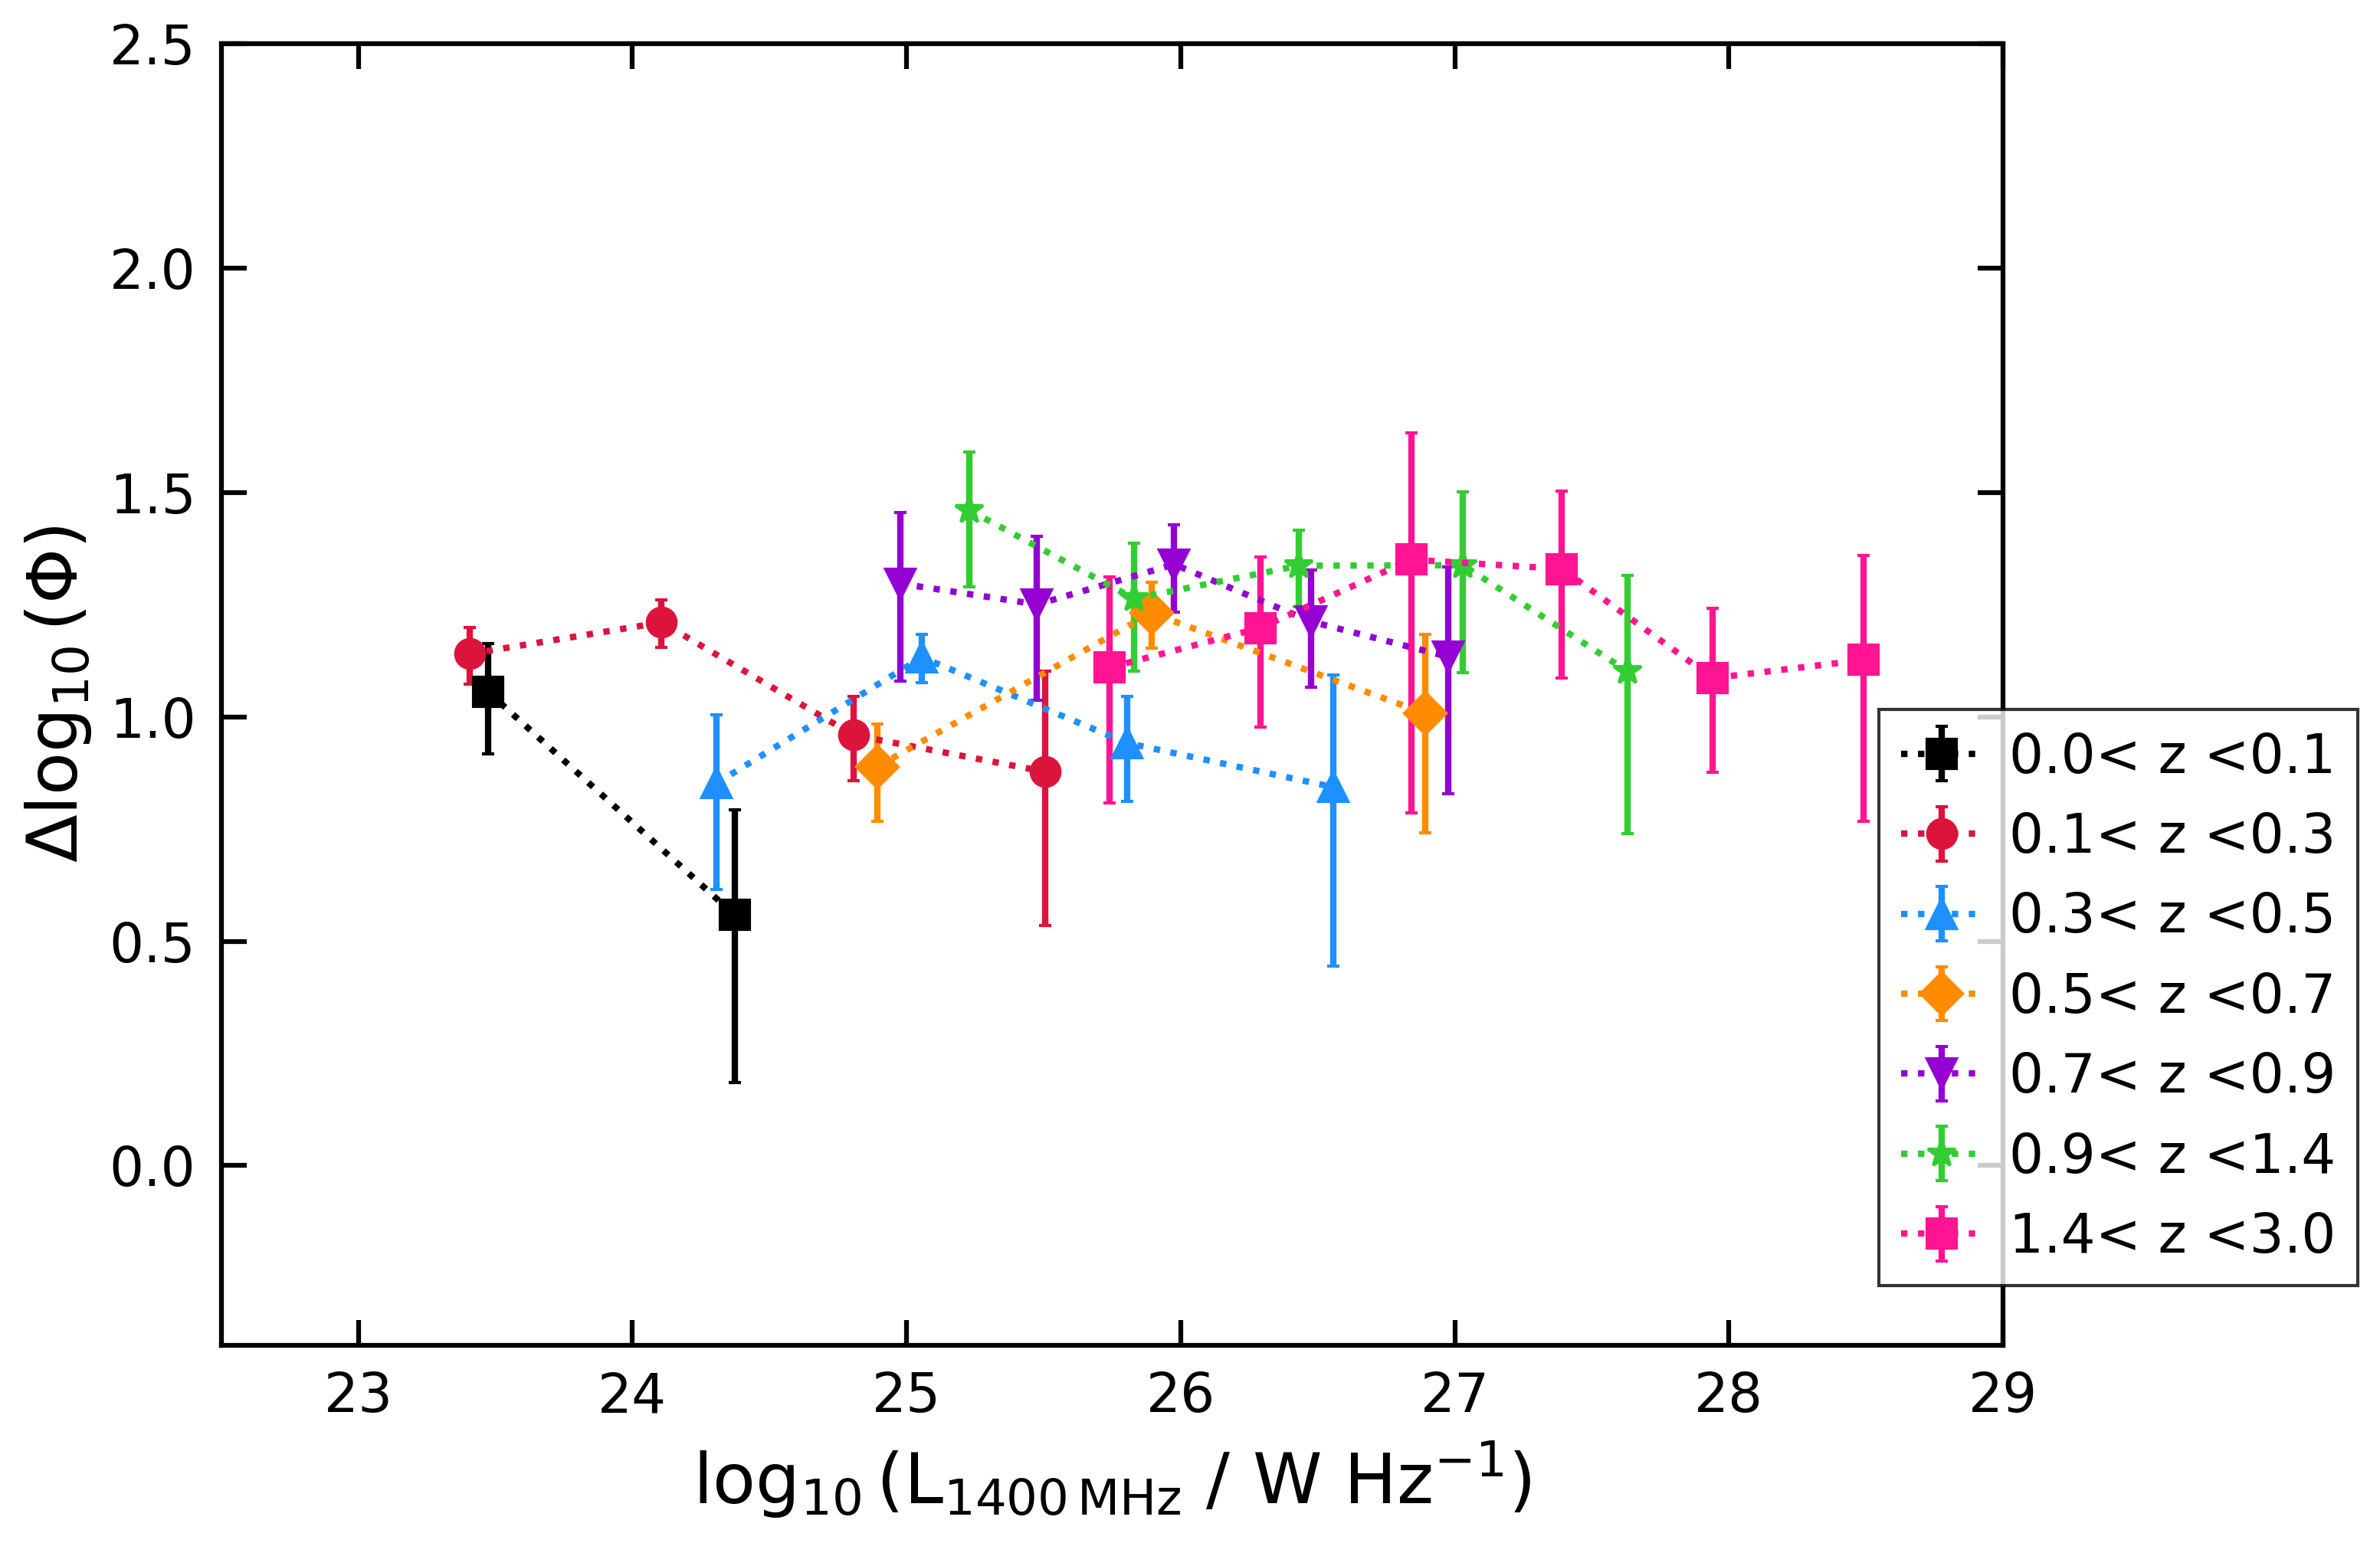 2.5
2.0
1.5
1.0
0.5
0.0
Δlog₁₀ (Φ)
23 24 25 26 27 28 29
log₁₀ (L₁₄₀₀ MHz / W Hz⁻¹)
0.0< z <0.1
0.1< z <0.3
0.3< z <0.5
0.5< z <0.7
0.7< z <0.9
0.9< z <1.4
1.4< z <3.0